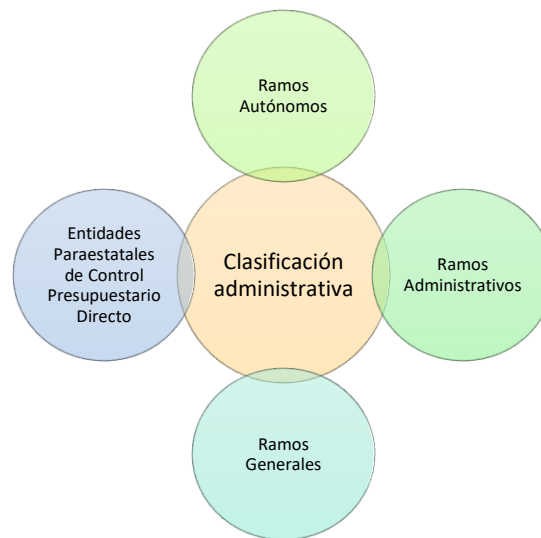 Ramos
Autónomos
Entidades
Paraestatales
de Control
Presupuestario
Directo
Clasificación
administrativa
Ramos
Administrativos
Ramos
Generales